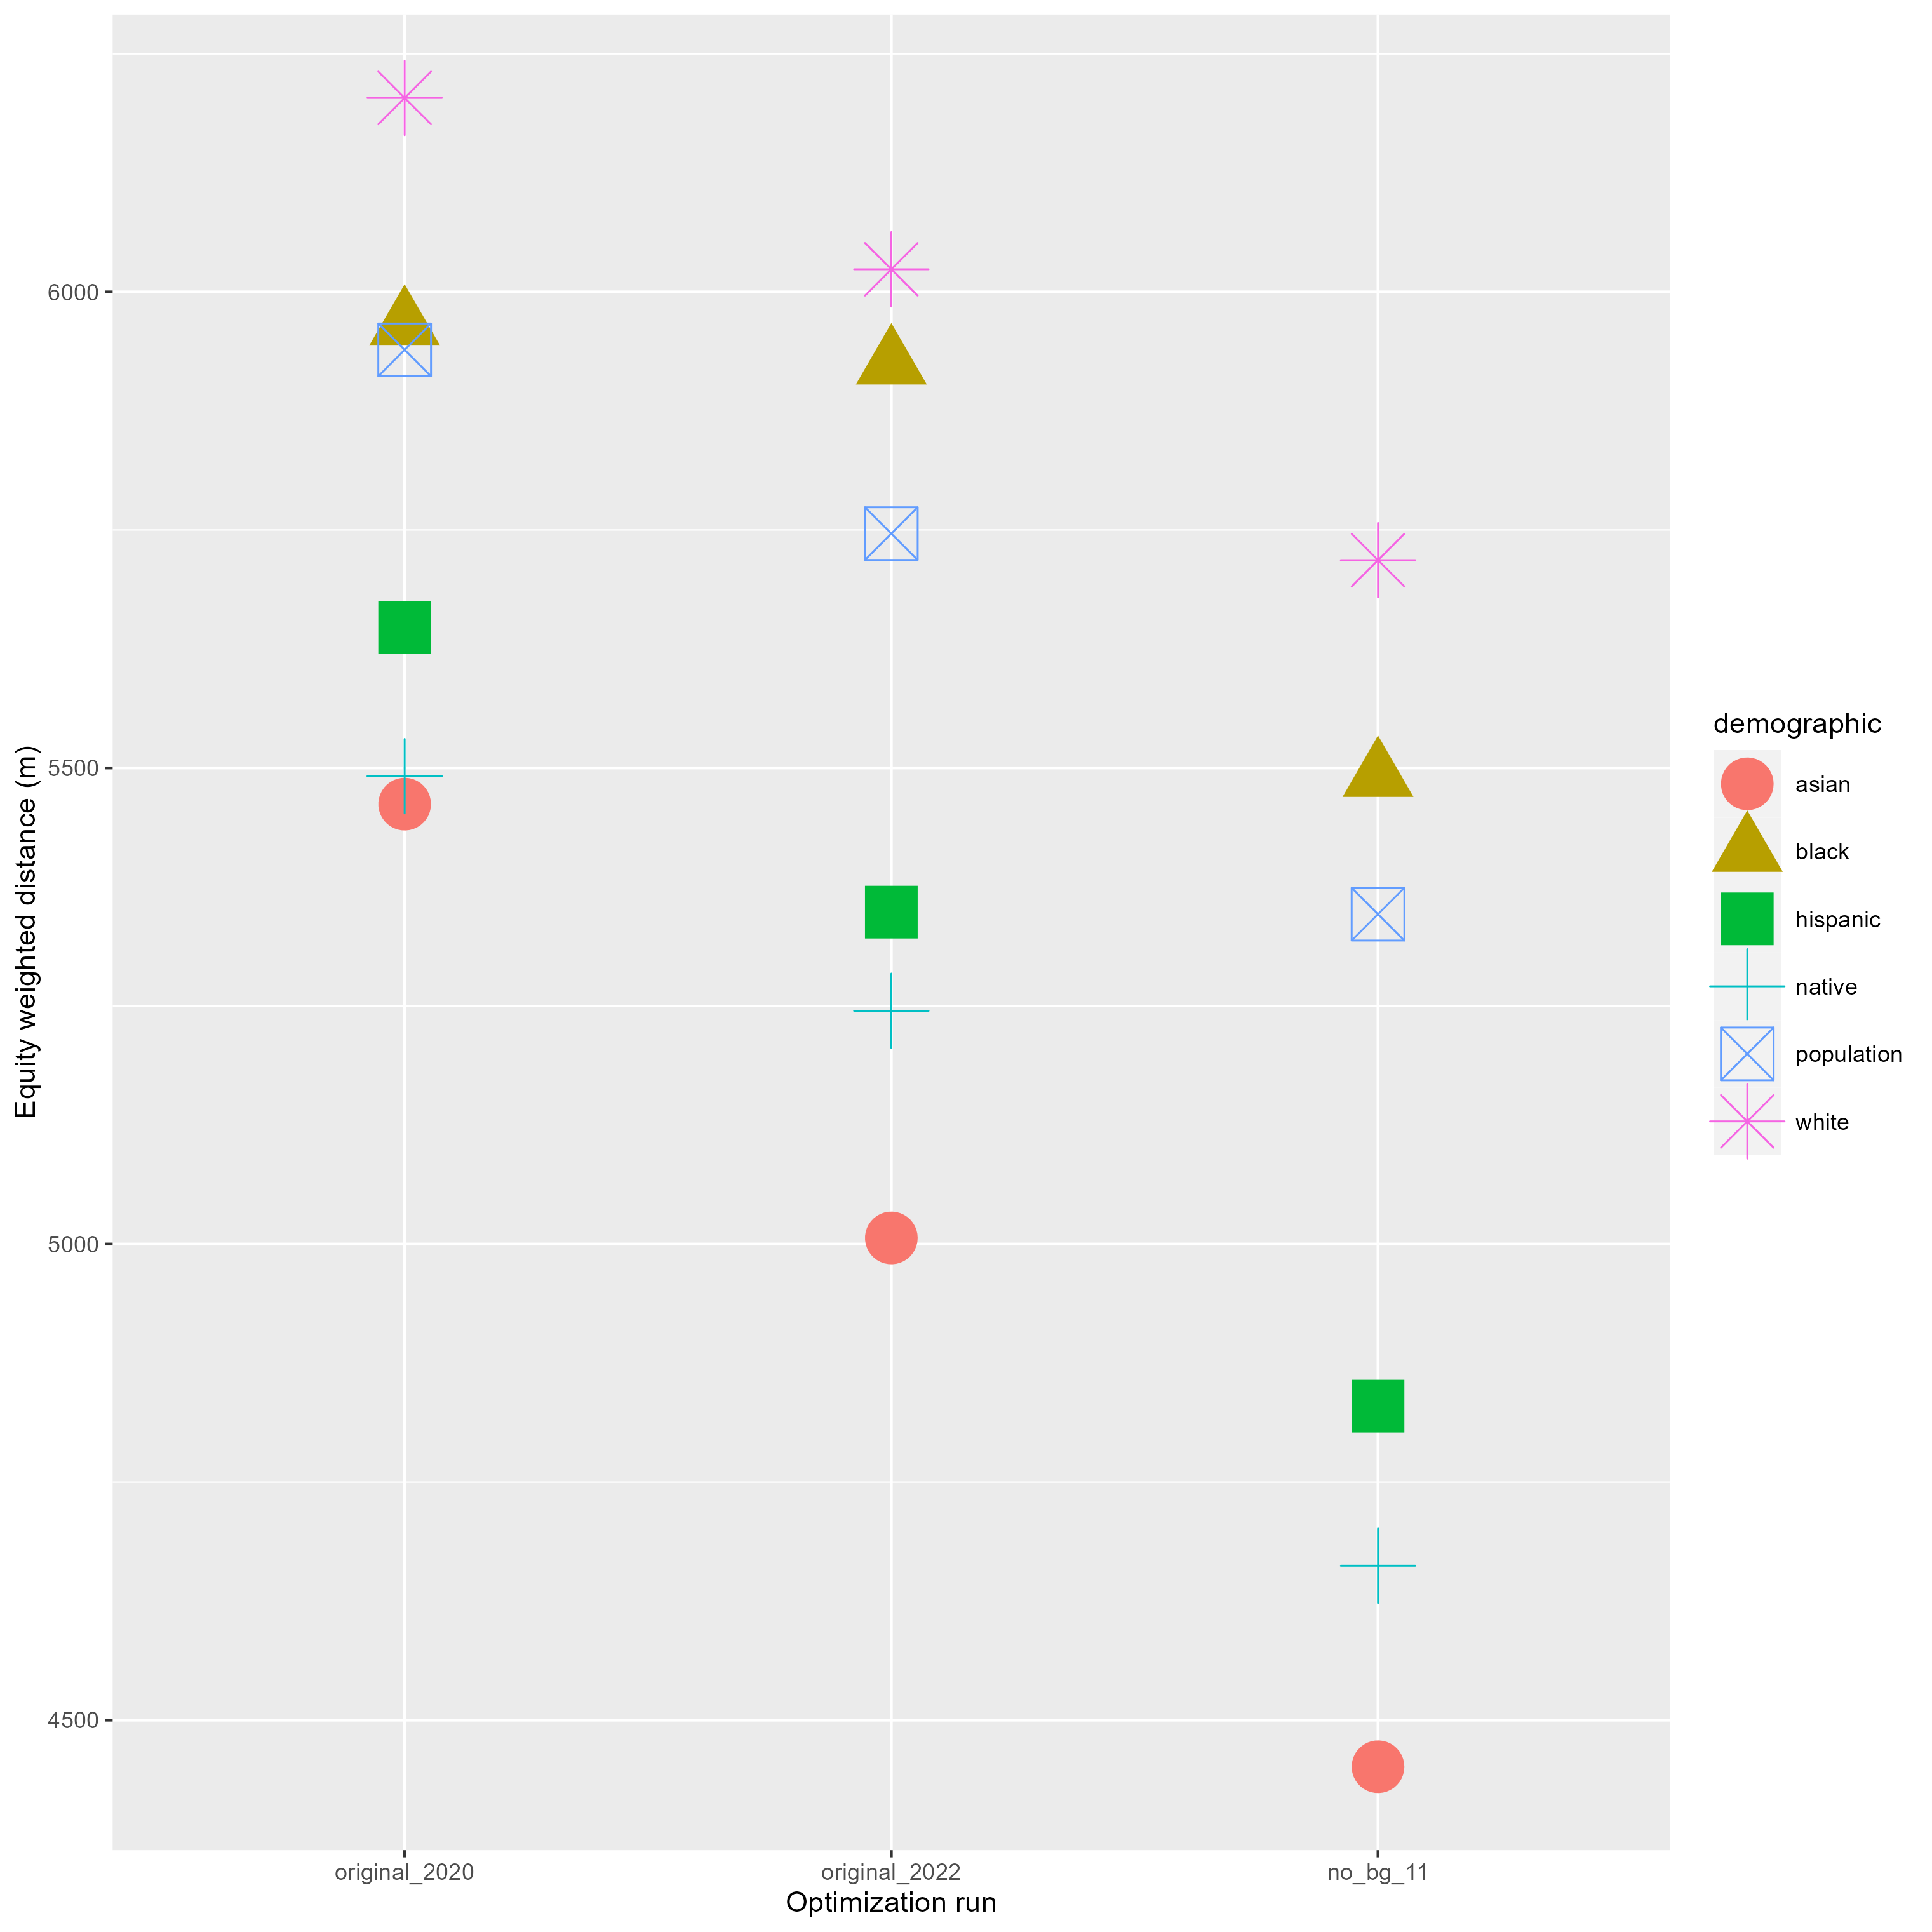 Equity weighted distance (m)
6000
5500
5000
4500
original_2020
original_2022
no_bg_11
Optimization run
demographic
asian
black
hispanic
native
population
white